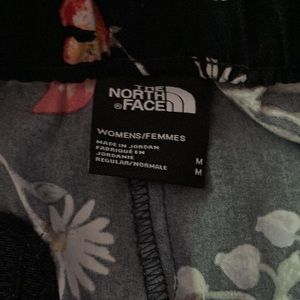 THE
NORTH
®FACE
WOMENS/FEMMES
MADE IN JORDAN
FABRIQUÉ EN
JORDANIE
REGULAR/NORMALE
M
M